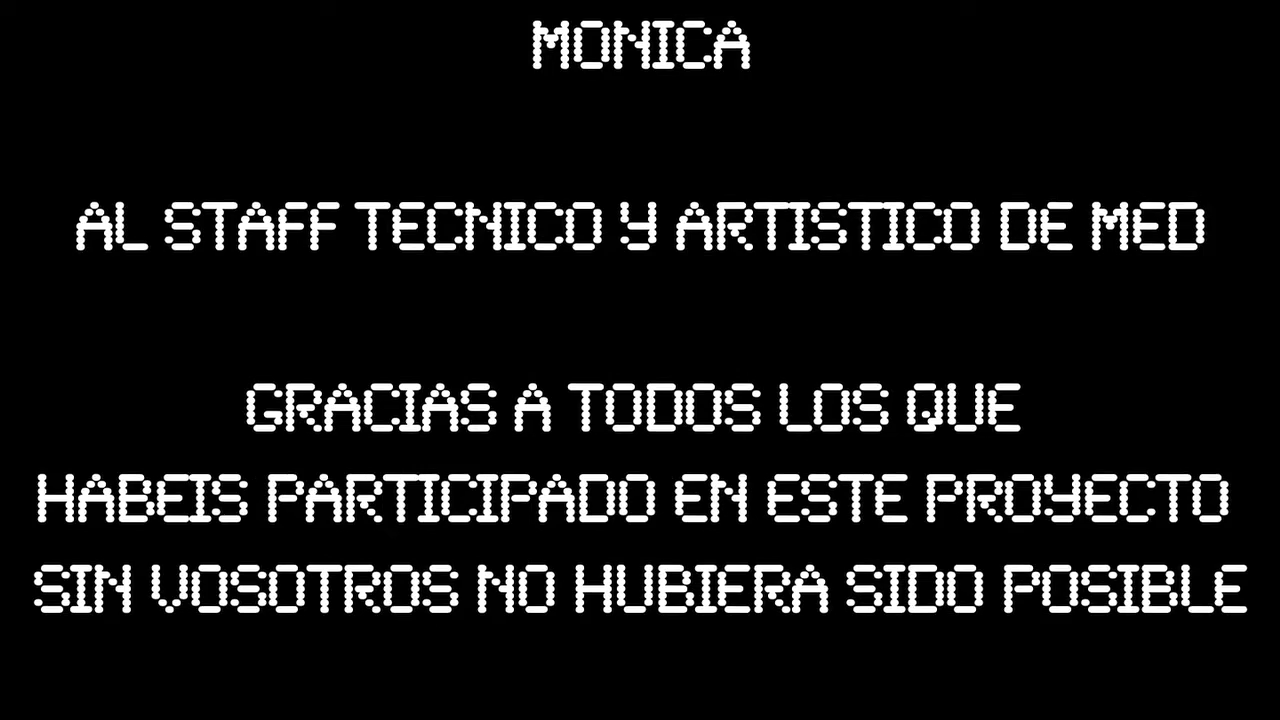 MONICA
AL STAFF TECNICO Y ARTISTICO DE MED
GRACIAS A TODOS LOS QUE
HABEIS PARTICIPADO EN ESTE PROYECTO
SIN VOSOTROS NO HUBIERA SIDO POSIBLE